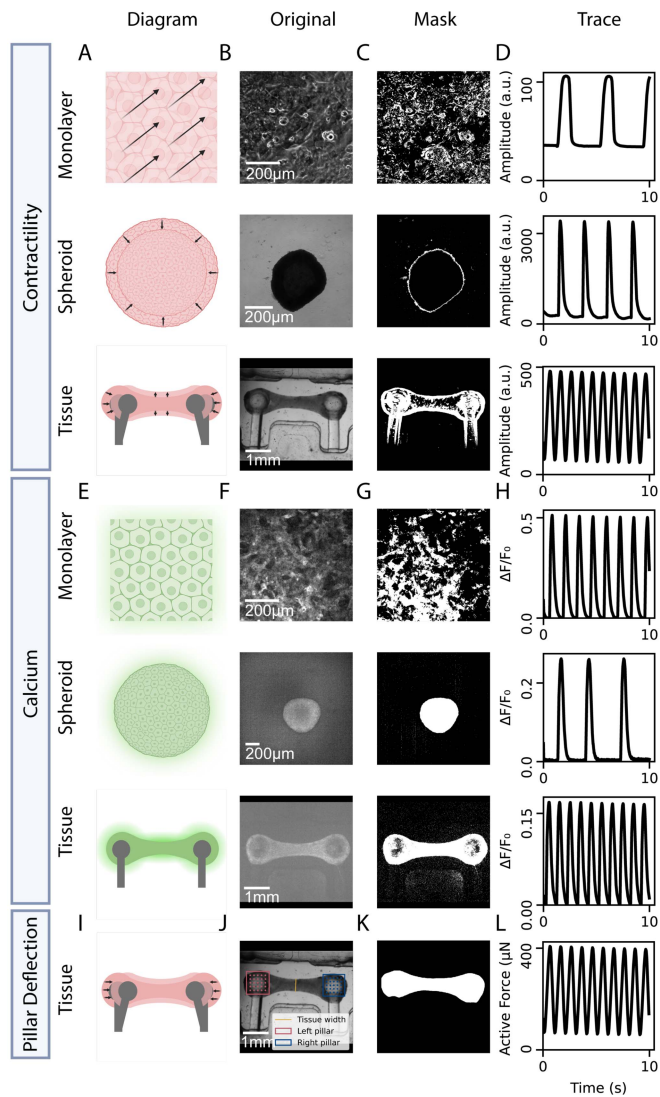 Diagram Original Mask Trace
A B C D
Contractility
Monolayer
200μm
Amplitude (a.u.)
100
0
0 10
Spheroid
200μm
Amplitude (a.u.)
3000
0
0 10
Tissue
1mm
Amplitude (a.u.)
500
0
0 10
E F G H
Calcium
Monolayer
200μm
ΔF/F₀
0.5
0.0
0 10
Spheroid
200μm
ΔF/F₀
0.2
0.0
0 10
Tissue
1mm
ΔF/F₀
0.15
0.00
0 10
I J K L
Pillar Deflection
Tissue
Tissue width
Left pillar
Right pillar
1mm
Active Force (μN
400
0
0 10
Time (s)